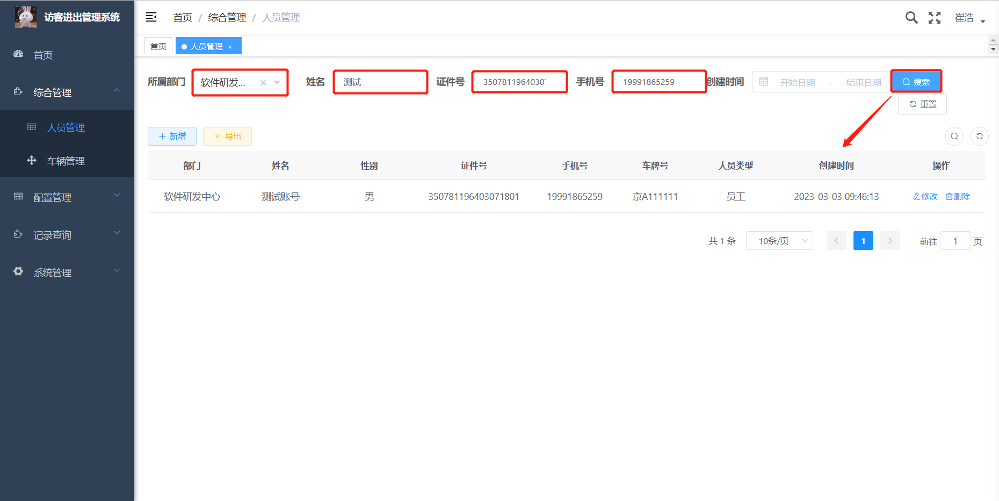 访客进出管理系统
首页 / 综合管理 / 人员管理
崔浩
首页
人员管理 ×
首页
综合管理
人员管理
车辆管理
配置管理
记录查询
系统管理
所属部门 软件研发... 姓名 测试 证件号 35078119640307 手机号 19991865259 创建时间 开始日期 - 结束日期 搜索
重置
新增 导出
部门 姓名 性别 证件号 手机号 车牌号 人员类型 创建时间 操作
软件研发中心 测试账号 男 350781196403071801 19991865259 京A111111 员工 2023-03-03 09:46:13 修改 删除
共 1 条 10条/页 1 前往 1 页